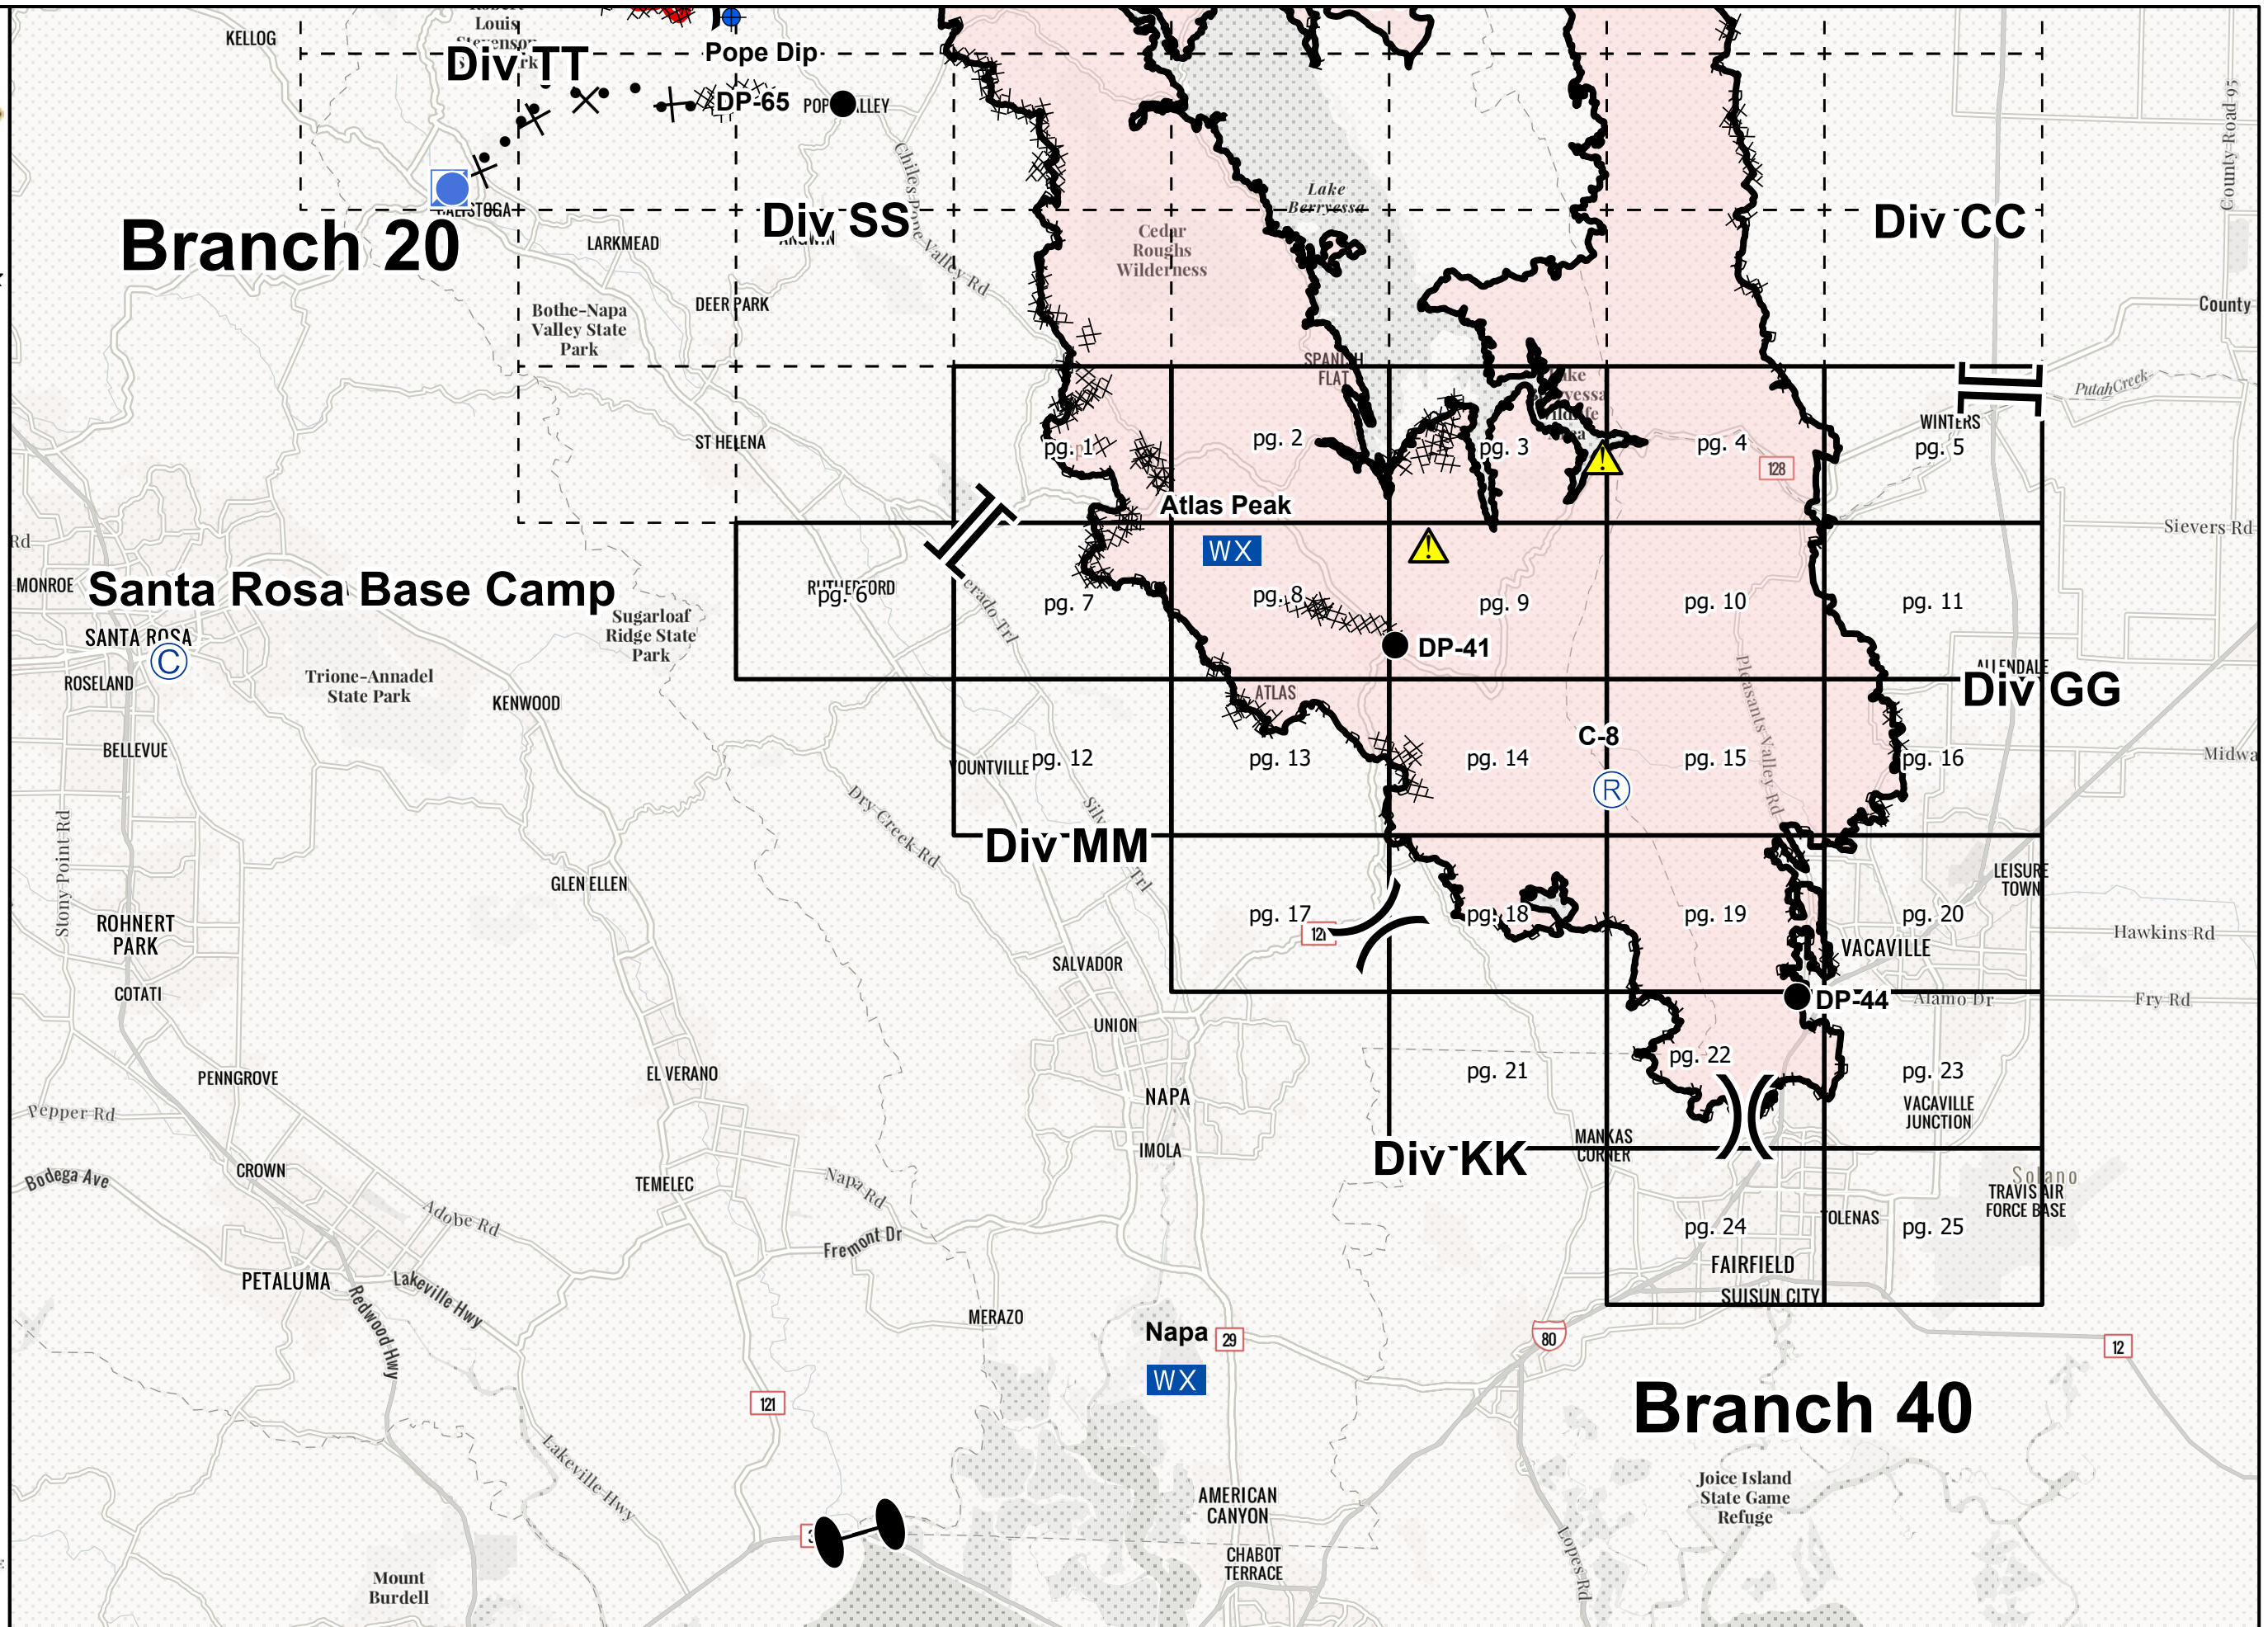 KELLOG
Louis
Div TT
Pope Dip
DP-65
Chiles Pope Valley Rd
County Road 95
Branch 20
LARKMEAD
Div SS
Cedar
Roughs
Wilderness
Lake
Berryessa
Div CC
DEER PARK
Bothe-Napa
Valley State
Park
County
SPANISH
FLAT
Putah Creek
WINTERS
ST HELENA
pg. 1
pg. 2
pg. 3
pg. 4
pg. 5
128
Atlas Peak
WX
Sievers Rd
Rd
MONROE
Santa Rosa Base Camp
RUTHERFORD
pg. 6
pg. 7
pg. 8
pg. 9
pg. 10
pg. 11
Sugarloaf
Ridge State
Park
SANTA ROSA
C
ROSELAND
Trione-Annadel
State Park
KENWOOD
DP-41
ALLENDALE
Div GG
ATLAS
Pleasants Valley Rd
BELLEVUE
YOUNTVILLE
pg. 12
pg. 13
pg. 14
C-8
R
pg. 15
pg. 16
Dry Creek Rd
Trl
Div MM
Stony Point Rd
GLEN ELLEN
LEISURE
TOWN
ROHNERT
PARK
pg. 17
121
pg. 18
pg. 19
pg. 20
Hawkins Rd
VACAVILLE
SALVADOR
COTATI
DP-44
Alamo Dr
Fry Rd
UNION
pg. 21
pg. 22
pg. 23
PENNGROVE
EL VERANO
NAPA
VACAVILLE
JUNCTION
Pepper Rd
IMOLA
Div KK
MANKAS
CORNER
CROWN
Bodega Ave
TEMELEC
Napa Rd
Solano
TRAVIS AIR
FORCE BASE
Adobe Rd
pg. 24
TOLENAS
pg. 25
Fremont Dr
FAIRFIELD
PETALUMA
Lakeville Hwy
Redwood Hwy
SUISUN CITY
MERAZO
Napa
29
80
12
WX
121
Branch 40
Lakeville Hwy
Joice Island
State Game
Refuge
AMERICAN
CANYON
Lopes Rd
CHABOT
TERRACE
Mount
Burdell